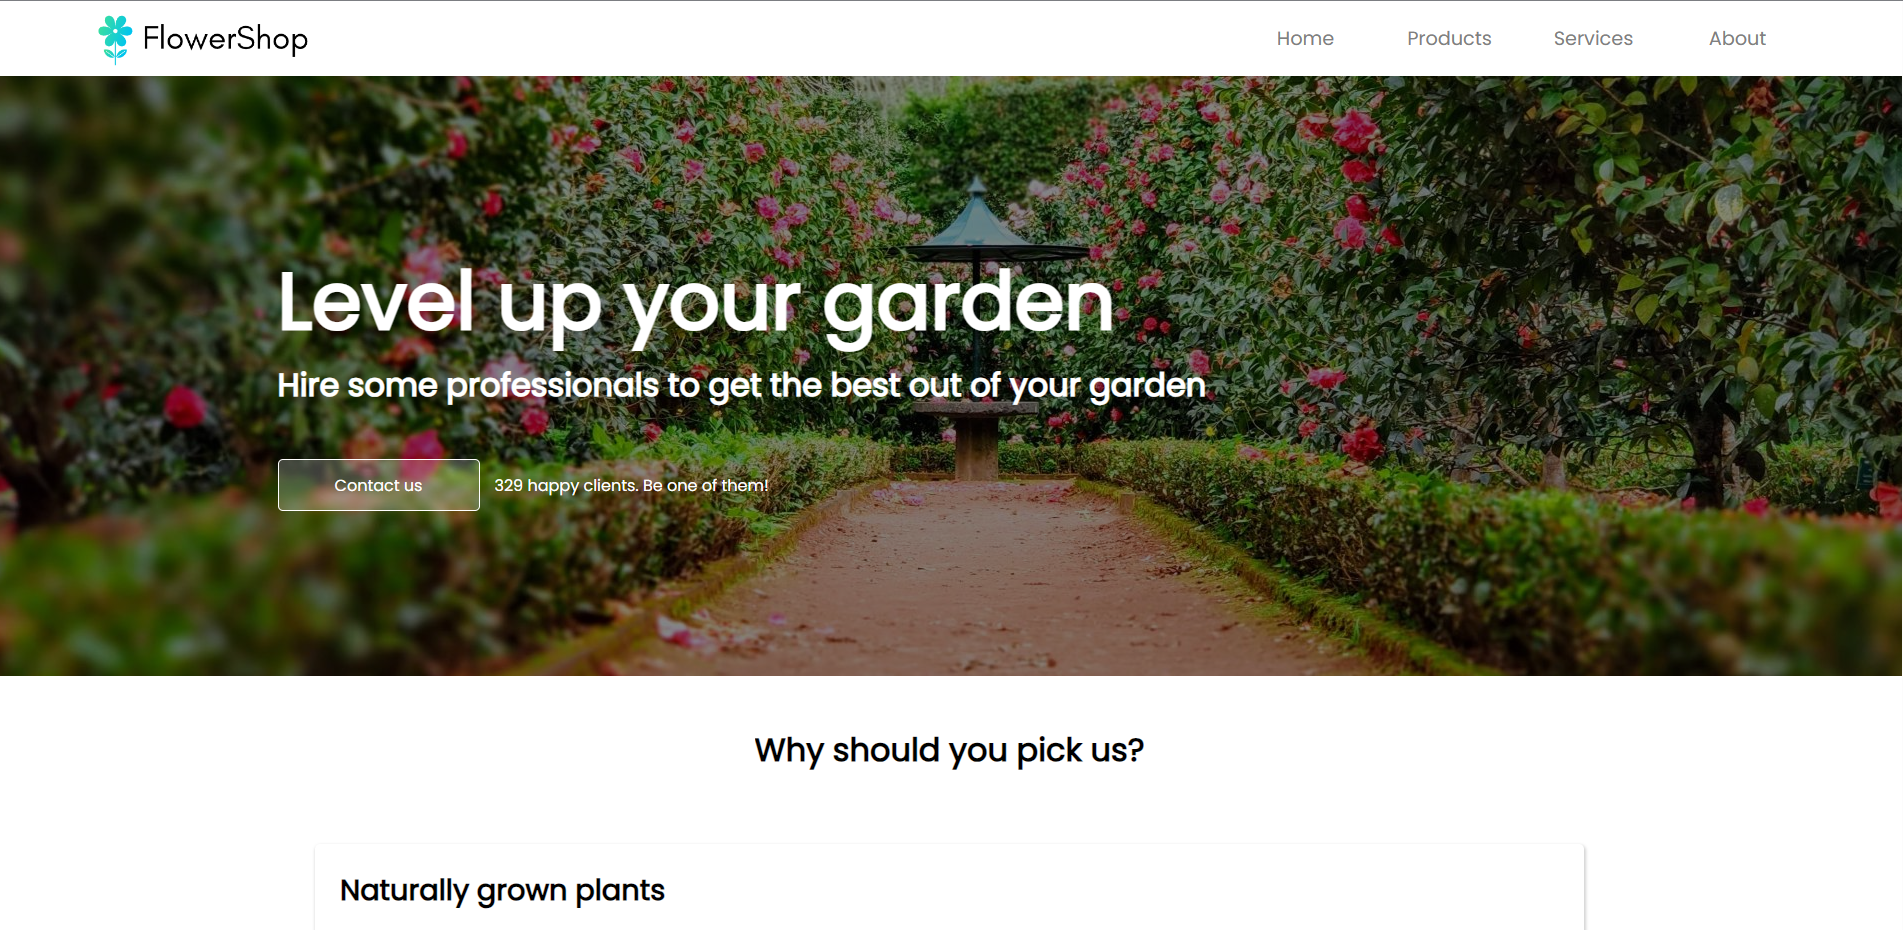 FlowerShop
Home Products Services About
Level up your garden
Hire some professionals to get the best out of your garden
Contact us 329 happy clients. Be one of them!
Why should you pick us?
Naturally grown plants